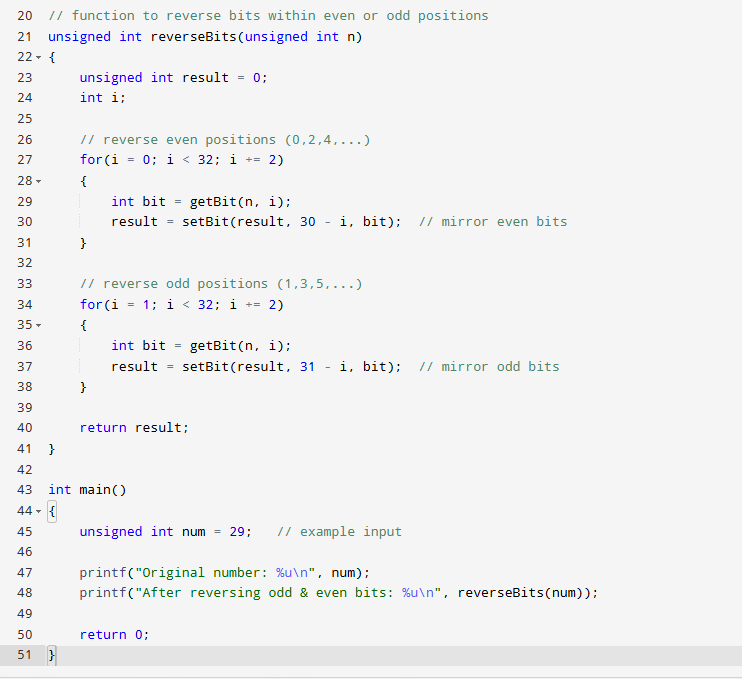 20 // function to reverse bits within even or odd positions
21 unsigned int reverseBits(unsigned int n)
22 {
23     unsigned int result = 0;
24     int i;
25
26     // reverse even positions (0,2,4,...)
27     for(i = 0; i < 32; i += 2)
28     {
29         int bit = getBit(n, i);
30         result = setBit(result, 30 - i, bit);  // mirror even bits
31     }
32
33     // reverse odd positions (1,3,5,...)
34     for(i = 1; i < 32; i += 2)
35     {
36         int bit = getBit(n, i);
37         result = setBit(result, 31 - i, bit);  // mirror odd bits
38     }
39
40     return result;
41 }
42
43 int main()
44 {
45     unsigned int num = 29;   // example input
46
47     printf("Original number: %u\n", num);
48     printf("After reversing odd & even bits: %u\n", reverseBits(num));
49
50     return 0;
51 }